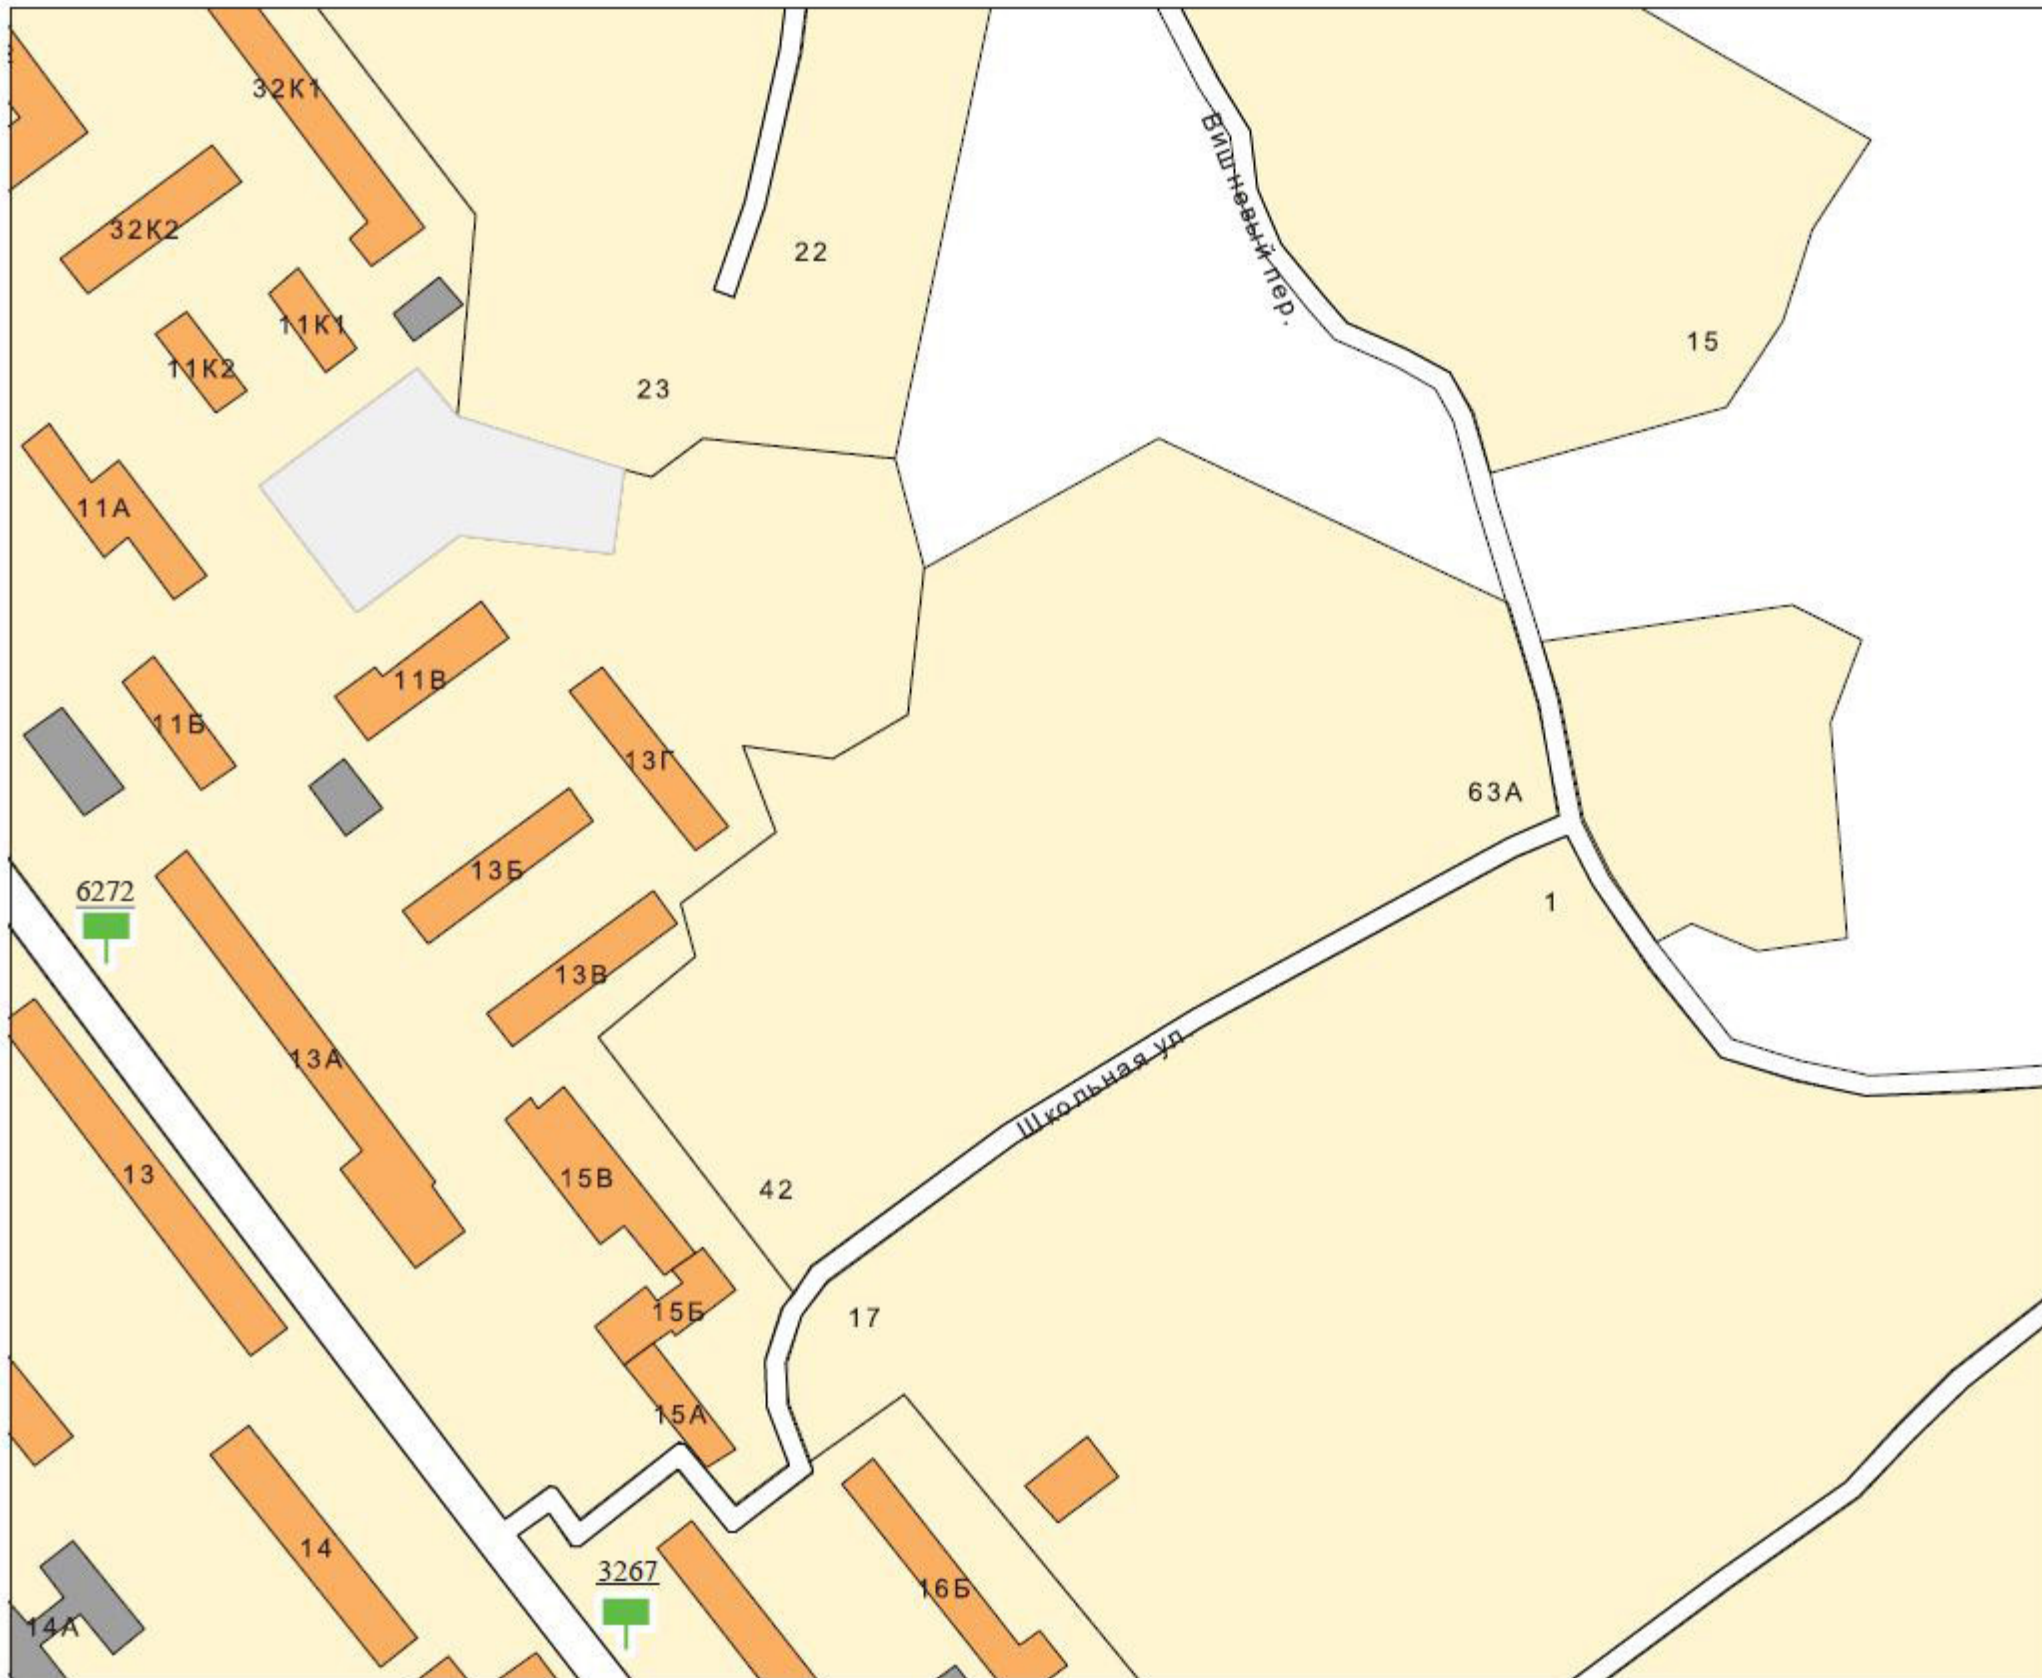 32К1
Вишневый пер.
32К2
22
11К1
15
11К2
23
11А
11В
11Б
13Г
63А
13Б
6272
1
13В
13А
Школьная ул.
13
15В
42
15Б
17
15А
14
3267
16Б
14А